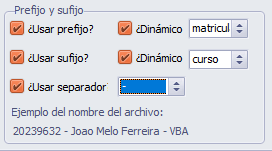 Prefijo y sufijo
¿Usar prefijo? ¿Dinámico matricul
¿Usar sufijo? ¿Dinámico curso
¿Usar separador -
Ejemplo del nombre del archivo:
20239632 - Joao Melo Ferreira - VBA